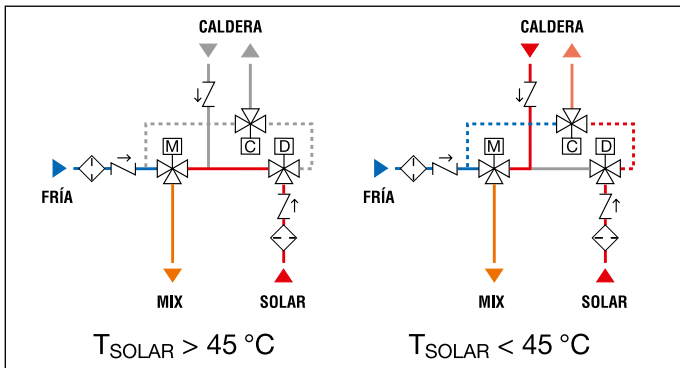 CALDERA
CALDERA
M
C
D
M
C
D
FRÍA
FRÍA
MIX
SOLAR
MIX
SOLAR
TSOLAR > 45 °C
TSOLAR < 45 °C